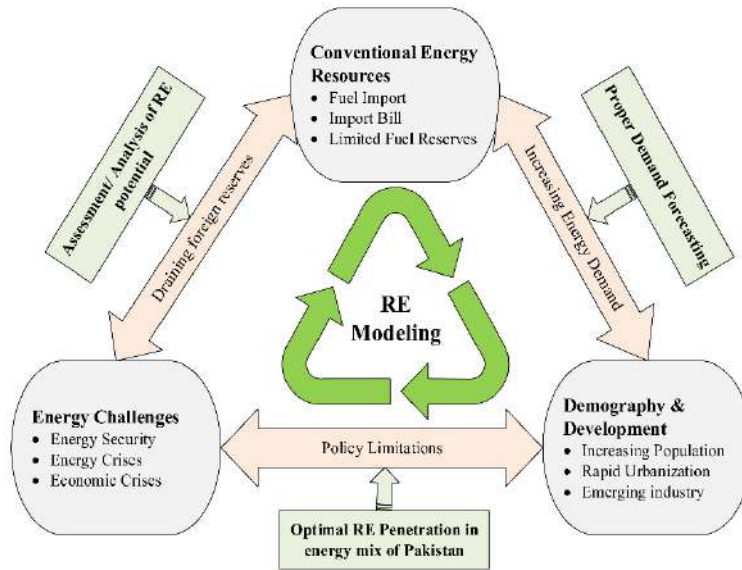 Conventional Energy
Resources
• Fuel Import
• Import Bill
• Limited Fuel Reserves
Assessment/ Analysis of RE
potential
Draining foreign reserves
Increasing Energy Demand
Proper Demand Forecasting
RE
Modeling
Energy Challenges
• Energy Security
• Energy Crises
• Economic Crises
Policy Limitations
Demography &
Development
• Increasing Population
• Rapid Urbanization
• Emerging industry
Optimal RE Penetration in
energy mix of Pakistan